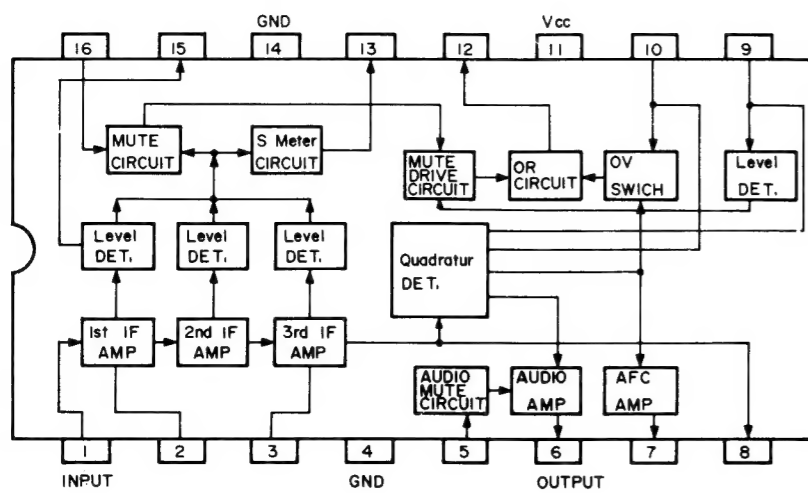 GND
Vcc
16
15
14
13
12
11
10
9
MUTE
CIRCUIT
S Meter
CIRCUIT
MUTE
DRIVE
CIRCUIT
OR
CIRCUIT
OV
SWICH
Level
DET.
Level
DET.
Level
DET.
Level
DET.
Quadratur
DET.
1st IF
AMP
2nd IF
AMP
3rd IF
AMP
AUDIO
MUTE
CIRCUIT
AUDIO
AMP
AFC
AMP
1
2
3
4
5
6
7
8
INPUT
GND
OUTPUT